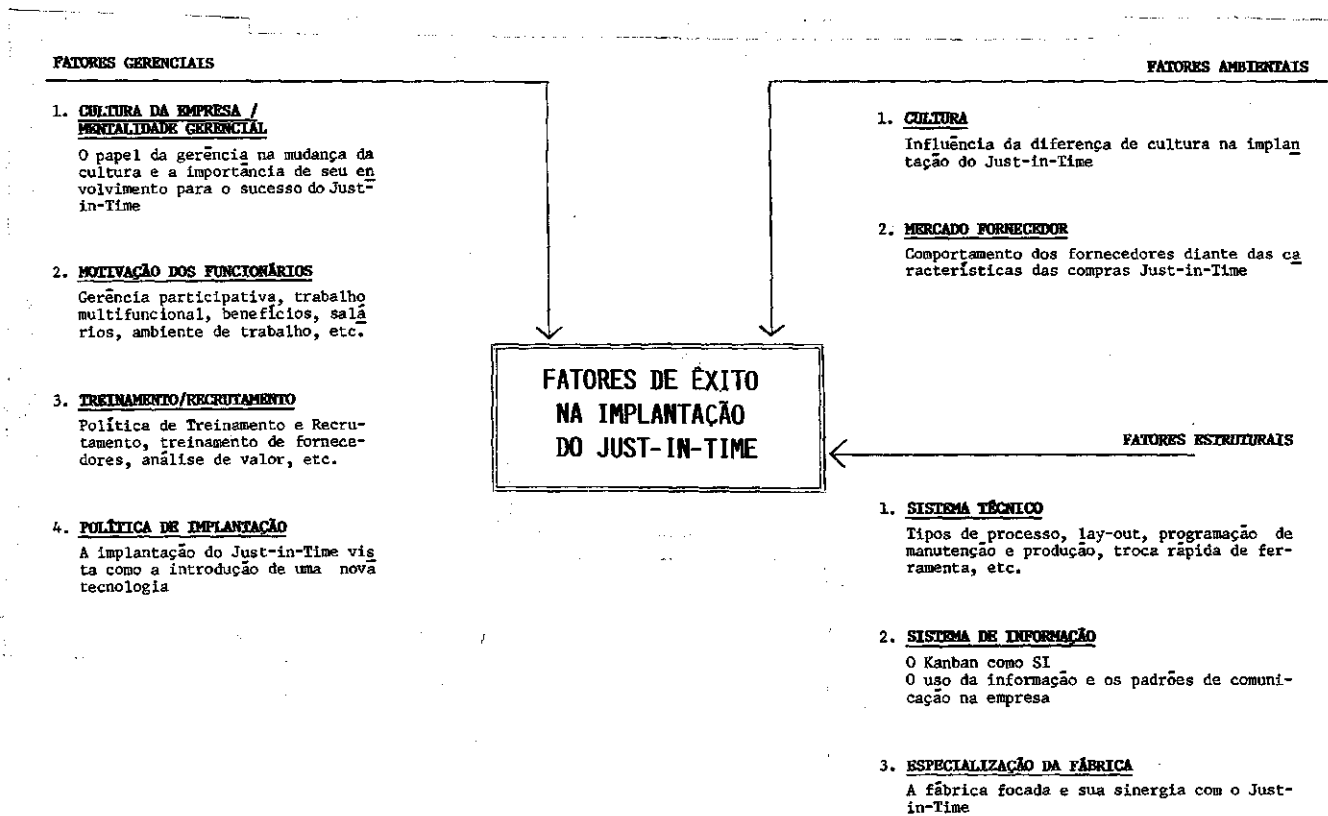 FATORES GERENCIAIS
1. CULTURA DA EMPRESA /
MENTALIDADE GERENCIAL
O papel da gerência na mudança da
cultura e a importância de seu en
volvimento para o sucesso do Just-
in-Time
2. MOTIVAÇÃO DOS FUNCIONÁRIOS
Gerência participativa, trabalho
multifuncional, benefícios, salá
rios, ambiente de trabalho, etc.
3. TREINAMENTO/RECRUTAMENTO
Política de Treinamento e Recru-
tamento, treinamento de fornece-
dores, análise de valor, etc.
4. POLÍTICA DE IMPLANTAÇÃO
A implantação do Just-in-Time vis
ta como a introdução de uma nova
tecnologia
FATORES DE ÊXITO
NA IMPLANTAÇÃO
DO JUST-IN-TIME
FATORES AMBIENTAIS
1. CULTURA
Influência da diferença de cultura na implan
tação do Just-in-Time
2. MERCADO FORNECEDOR
Comportamento dos fornecedores diante das ca
racterísticas das compras Just-in-Time
FATORES ESTRUTURAIS
1. SISTEMA TÉCNICO
Tipos de processo, lay-out, programação de
manutenção e produção, troca rápida de fer-
ramenta, etc.
2. SISTEMA DE INFORMAÇÃO
O Kanban como SI
O uso da informação e os padrões de comuni-
cação na empresa
3. ESPECIALIZAÇÃO DA FÁBRICA
A fábrica focada e sua sinergia com o Just-
in-Time